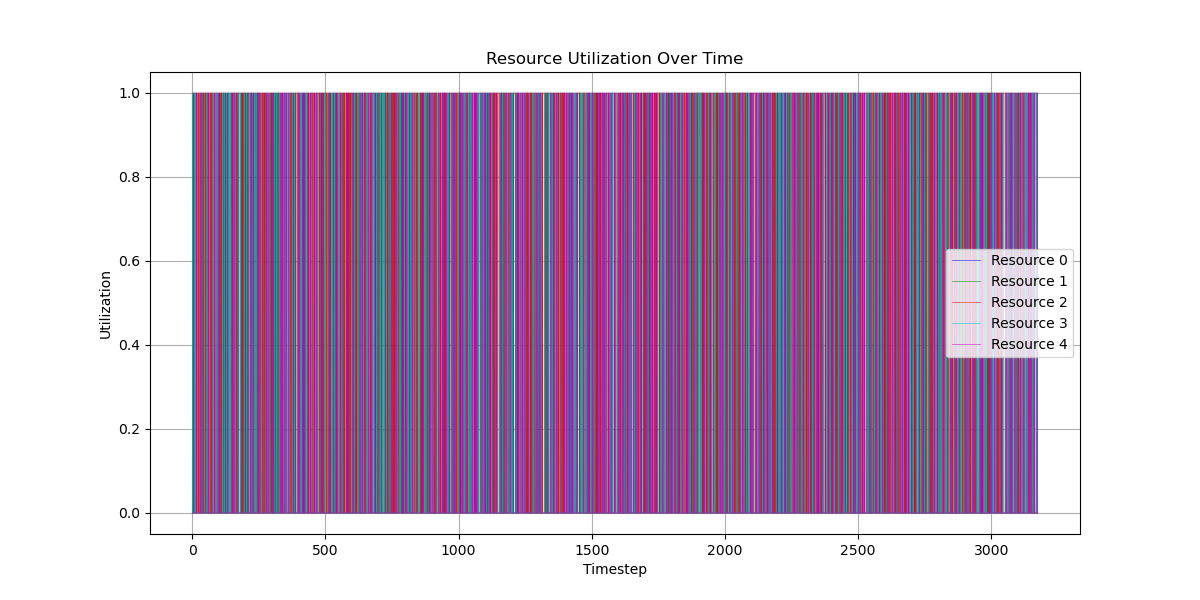 Resource Utilization Over Time
1.0
0.8
0.6
0.4
0.2
0.0
Utilization
Resource 0
Resource 1
Resource 2
Resource 3
Resource 4
0 500 1000 1500 2000 2500 3000
Timestep